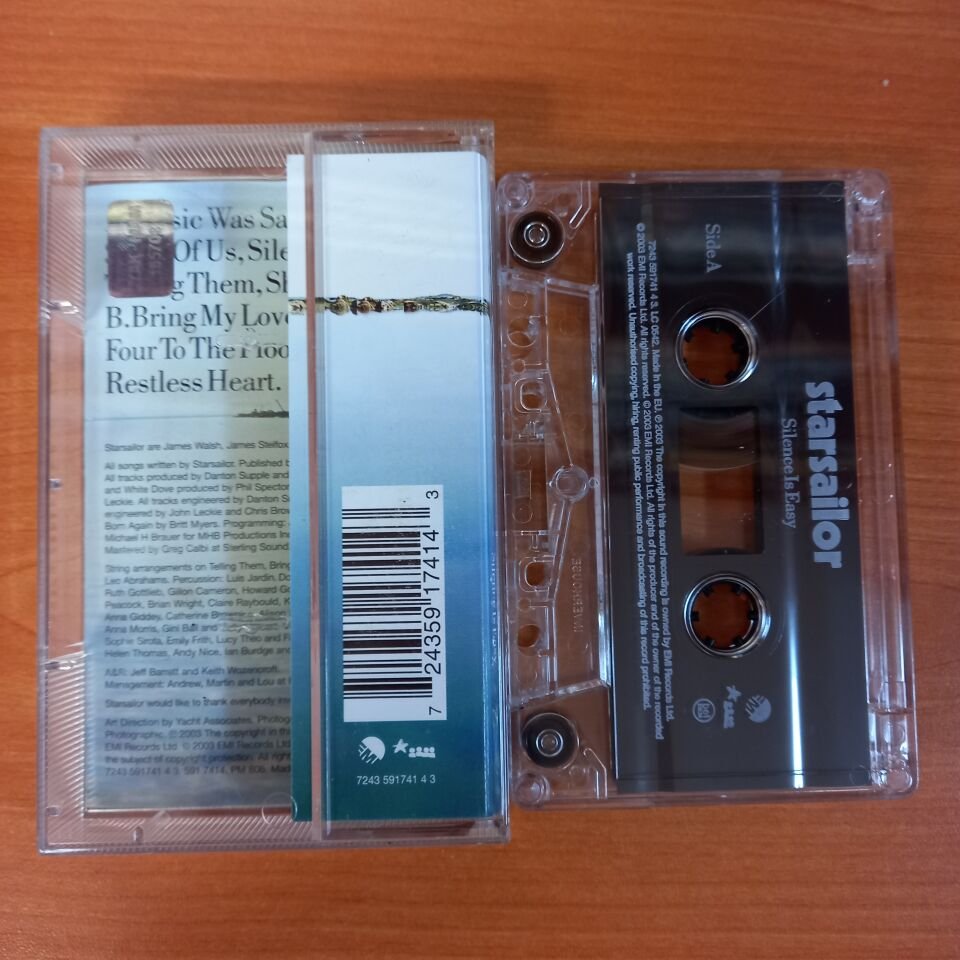 sic Was Sa
Of Us, Sile
g Them, Sh
B. Bring My Love
Four To The Floo
Restless Heart.
Starsailor are James Walsh, James Stelfox
All songs written by Starsailor. Published b
All tracks produced by Danton Supple and
and White Dove produced by Phil Spector
Leckie. All tracks engineered by Danton Su
engineered by John Leckie and Chris Brow
Born Again by Britt Myers. Programming:
Michael H Brauer for MHB Productions Inc
Mastered by Greg Calbi at Sterling Sound.
String arrangements on Telling Them, Bring
Leo Abrahams. Percussion: Luis Jardin, Do
Ruth Gottlieb, Gillon Cameron, Howard Go
Peacock, Brian Wright, Claire Raybould, K
Anna Giddey, Catherine
Anna Morris, Gini Ball and
Sophie Sirota, Emily Frith, Lucy Theo and
Helen Thomas, Andy Nice, Ian Burdge and
A&R: Jeff Barrett and Keith Wozencroft.
Management: Andrew, Martin and Lou at
Starsailor would like to thank everybody
Art Direction by Yacht Associates, Photog
Photographic. ℗ 2003 The copyright in this
EMI Records Ltd. © 2003 EMI Records Ltd
the subject of copyright protection. All right
7243 591741 4 3. 591 7414. PM 606. Made
7 24359 17414 3
EMI
7243 591741 4 3
starsailor
Silence Is Easy
Side A
7243 591741 4 3. LC 0542. Made in the EU. ℗ 2003 The copyright in this sound recording is owned by EMI Records Ltd.
© 2003 EMI Records Ltd. All rights reserved. © 2003 EMI Records Ltd. All rights of the producer and of the owner of the recorded
work reserved. Unauthorised copying, hiring, renting public performance and broadcasting of this record prohibited.
EMI